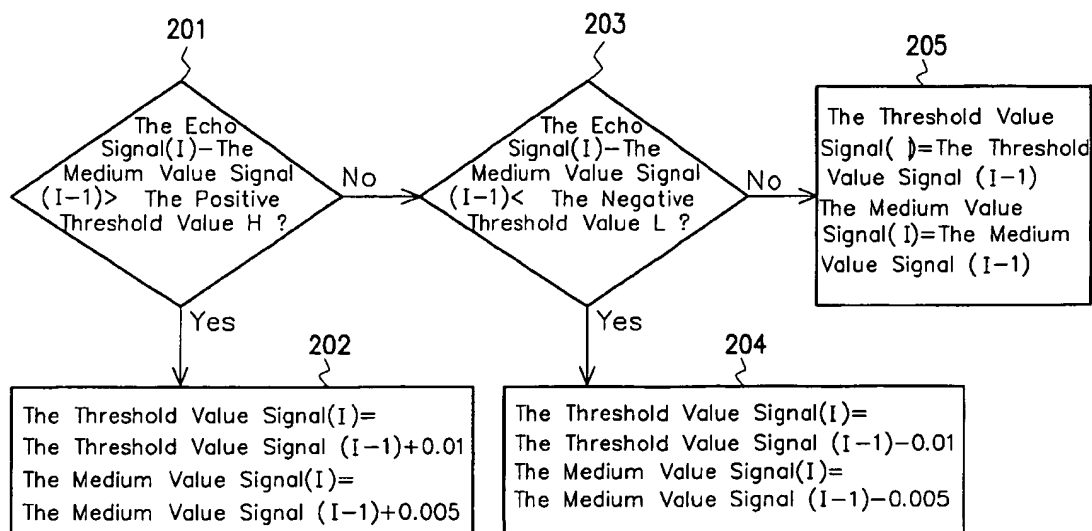 201
The Echo
Signal(I)-The
Medium Value Signal
(I-1)> The Positive
Threshold Value H ?
No
Yes
203
The Echo
Signal(I)-The
Medium Value Signal
(I-1)< The Negative
Threshold Value L ?
No
Yes
205
The Threshold Value
Signal( )=The Threshold
Value Signal (I-1)
The Medium Value
Signal(I)=The Medium
Value Signal (I-1)
202
The Threshold Value Signal(I)=
The Threshold Value Signal (I-1)+0.01
The Medium Value Signal(I)=
The Medium Value Signal (I-1)+0.005
204
The Threshold Value Signal(I)=
The Threshold Value Signal (I-1)-0.01
The Medium Value Signal(I)=
The Medium Value Signal (I-1)-0.005